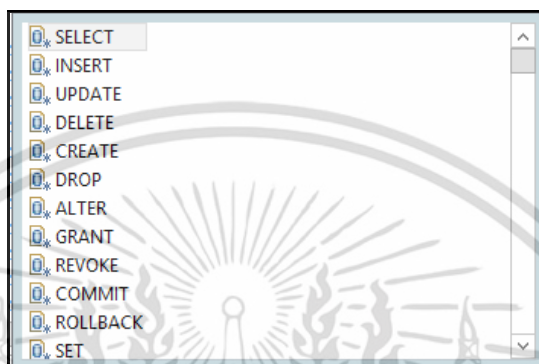 SELECT
INSERT
UPDATE
DELETE
CREATE
DROP
ALTER
GRANT
REVOKE
COMMIT
ROLLBACK
SET